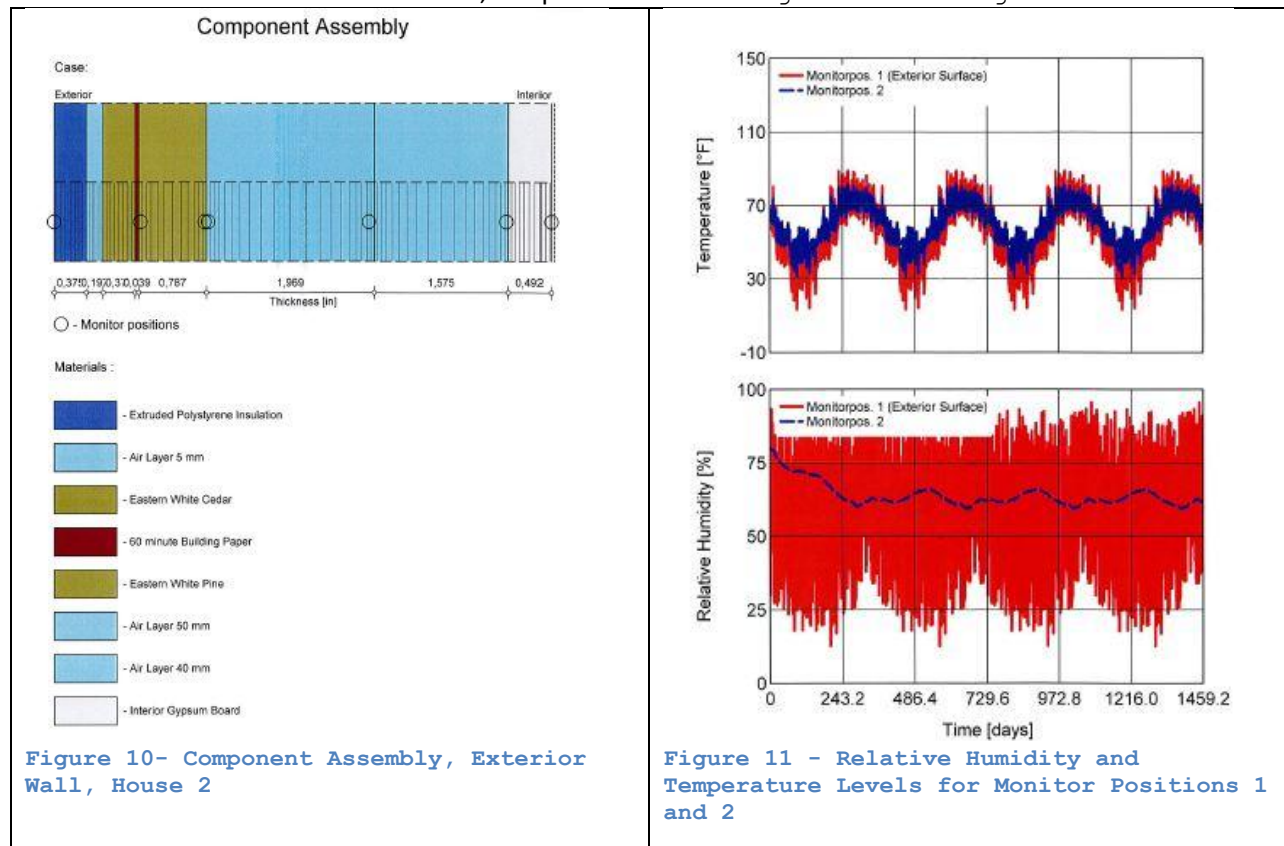 Component Assembly
Case:
Exterior
Interior
0,375
0,197
0,37
0,039
0,787
1,969
1,575
0,492
Thickness [in]
- Monitor positions
Materials :
- Extruded Polystyrene Insulation
- Air Layer 5 mm
- Eastern White Cedar
- 60 minute Building Paper
- Eastern White Pine
- Air Layer 50 mm
- Air Layer 40 mm
- Interior Gypsum Board
Figure 10- Component Assembly, Exterior
Wall, House 2
150
Monitorpos. 1 (Exterior Surface)
Monitorpos. 2
110
Temperature [°F]
70
30
-10
100
Monitorpos. 1 (Exterior Surface)
Monitorpos. 2
75
Relative Humidity [%]
50
25
0
0 243.2 486.4 729.6 972.8 1216.0 1459.2
Time [days]
Figure 11 - Relative Humidity and
Temperature Levels for Monitor Positions 1
and 2